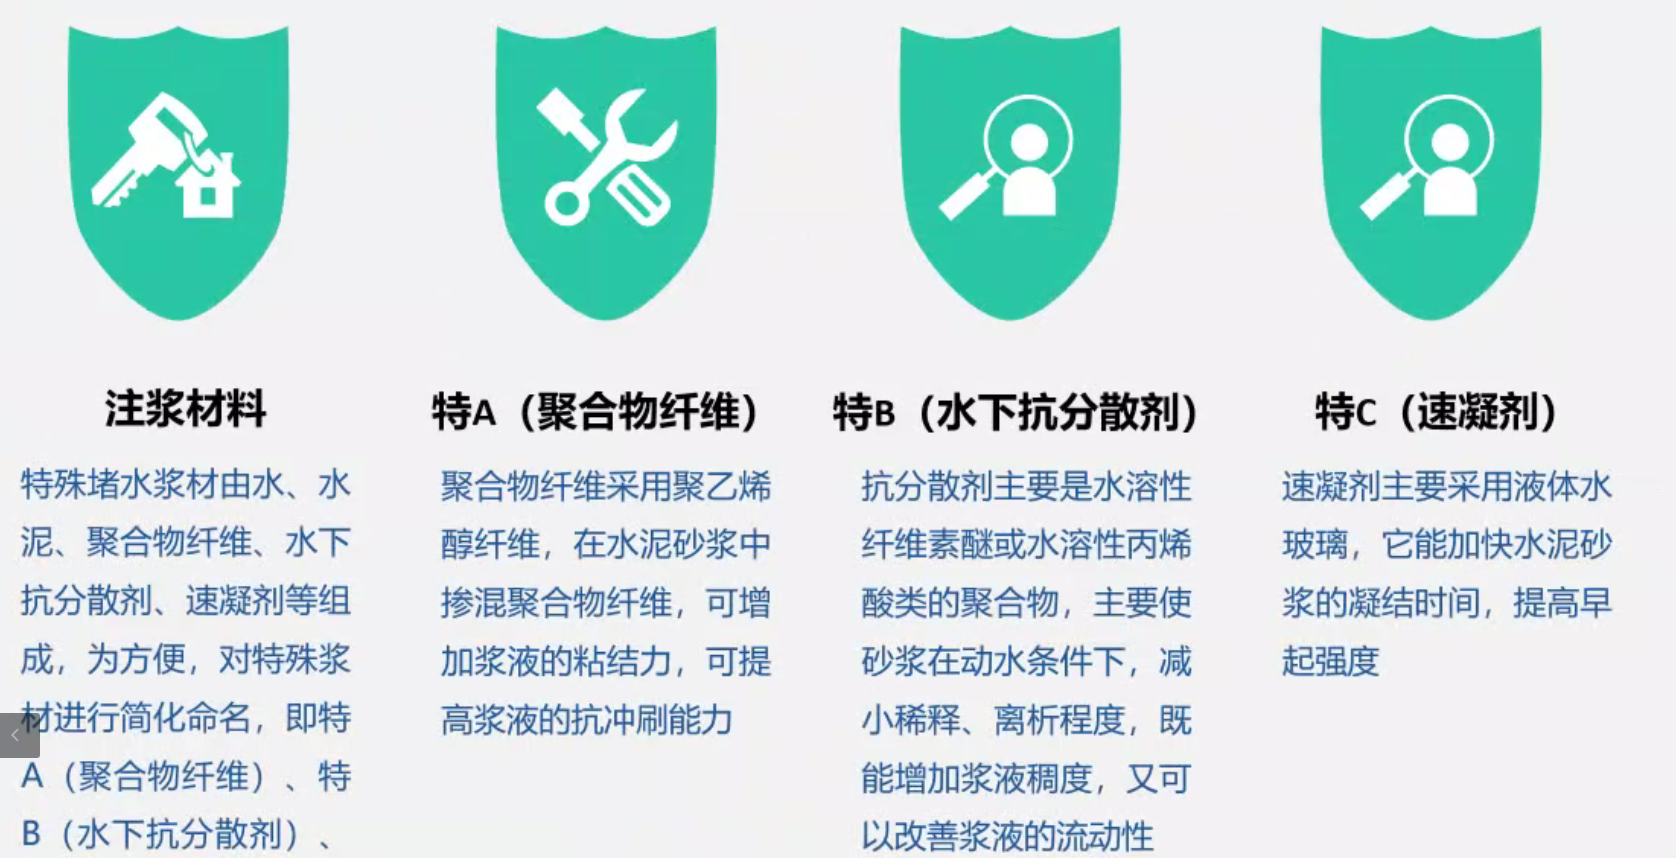 注浆材料
特殊堵水浆材由水、水
泥、聚合物纤维、水下
抗分散剂、速凝剂等组
成，为方便，对特殊浆
材进行简化命名，即特
A（聚合物纤维）、特
B（水下抗分散剂）、
特A（聚合物纤维）
聚合物纤维采用聚乙烯
醇纤维，在水泥砂浆中
掺混聚合物纤维，可增
加浆液的粘结力，可提
高浆液的抗冲刷能力
特B（水下抗分散剂）
抗分散剂主要是水溶性
纤维素醚或水溶性丙烯
酸类的聚合物，主要使
砂浆在动水条件下，减
小稀释、离析程度，既
能增加浆液稠度，又可
以改善浆液的流动性
特C（速凝剂）
速凝剂主要采用液体水
玻璃，它能加快水泥砂
浆的凝结时间，提高早
起强度